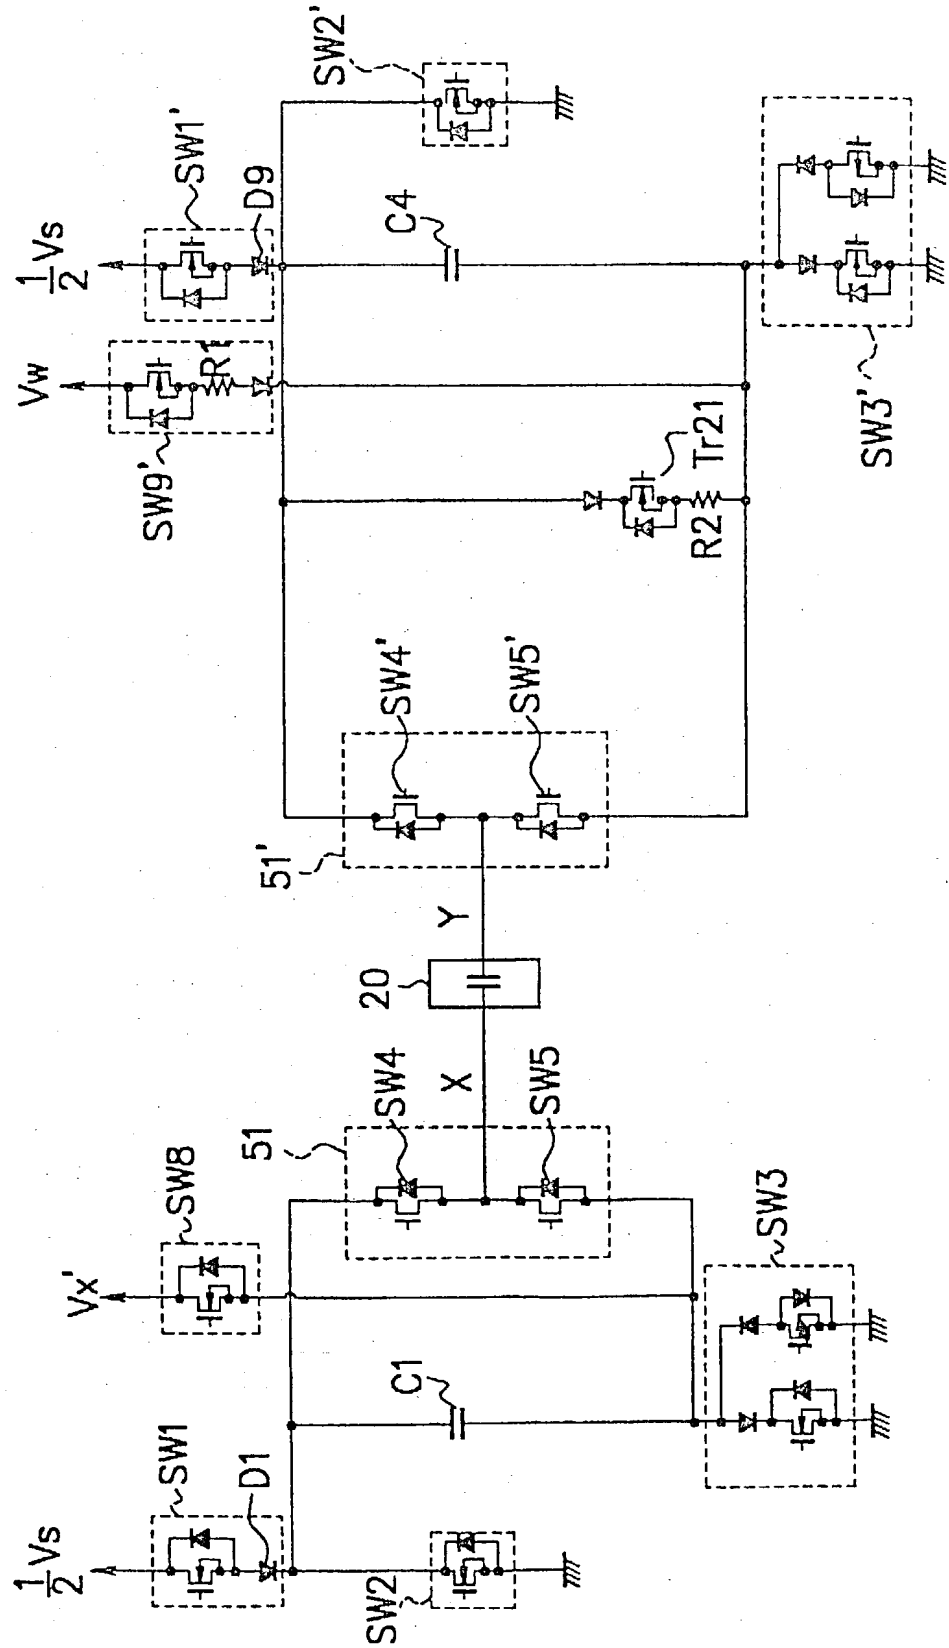 1/2 Vs
SW1
D1
SW2
C1
Vx'
SW8
SW3
51
SW4
SW5
X
20
Y
51'
SW4'
SW5'
Tr21
R2
Vw
SW9'
R1
1/2 Vs
SW1'
D9
C4
SW2'
SW3'